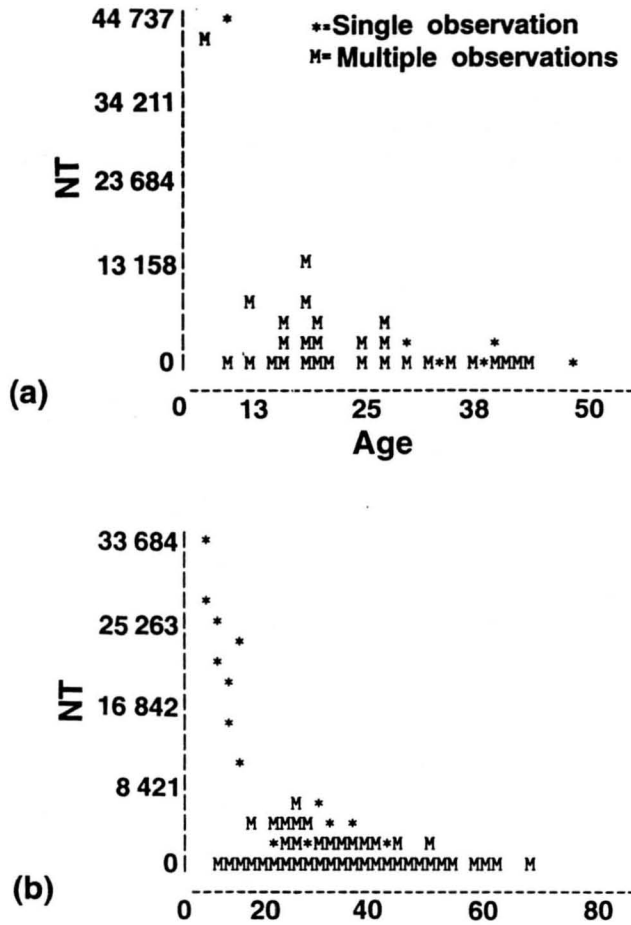 44 737
*=Single observation
M= Multiple observations
34 211
NT
23 684
13 158
0
(a)
0 13 25 38 50
Age
33 684
25 263
NT
16 842
8 421
0
(b)
0 20 40 60 80